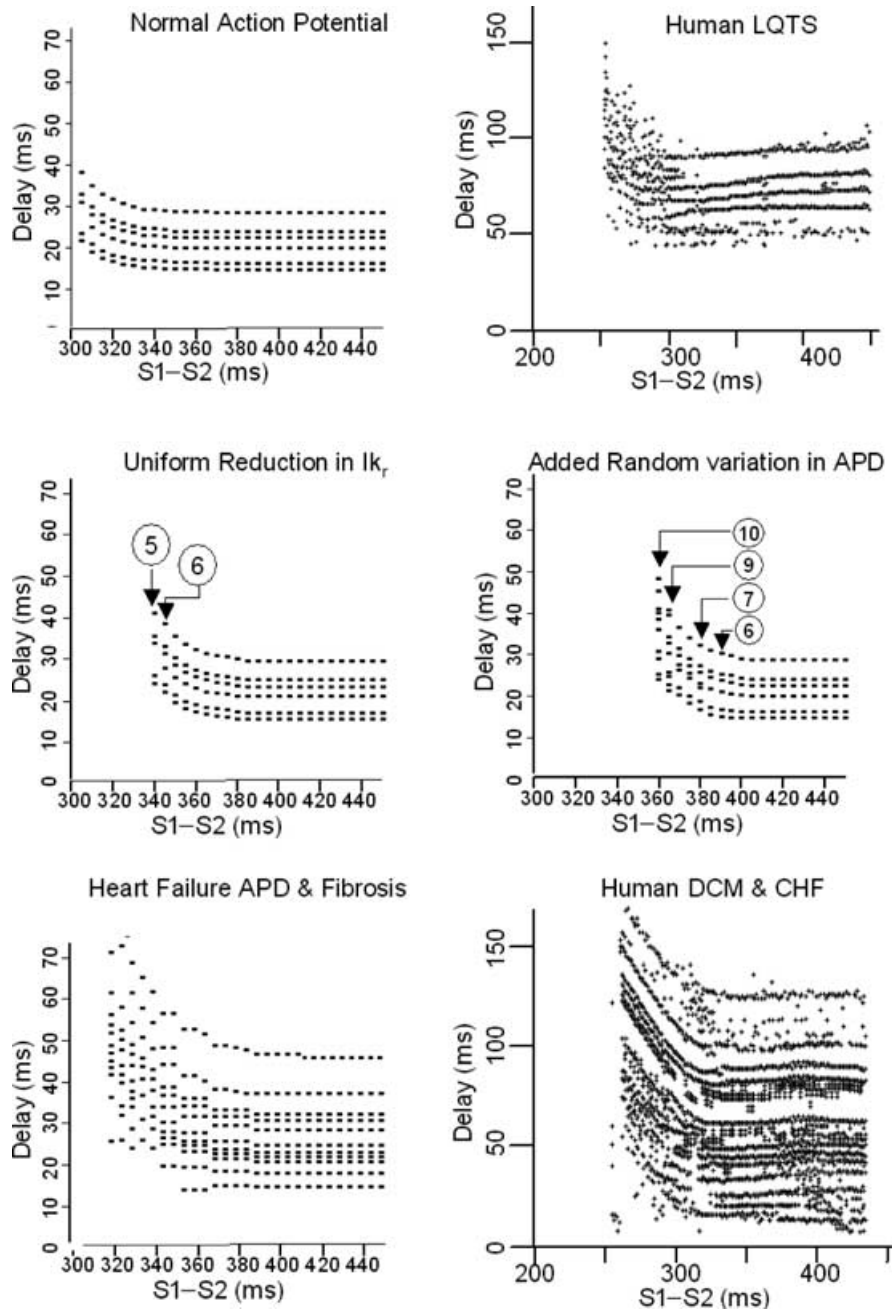 Normal Action Potential
Delay (ms)
70
60
50
40
30
20
10
300 320 340 360 380 400 420 440
S1–S2 (ms)
Human LQTS
Delay (ms)
150
100
50
0
200 300 400
S1–S2 (ms)
Uniform Reduction in Ikr
Delay (ms)
70
60
50
40
30
20
10
0
5
6
300 320 340 360 380 400 420 440
S1–S2 (ms)
Added Random variation in APD
Delay (ms)
70
60
50
40
30
20
10
0
10
9
7
6
300 320 340 360 380 400 420 440
S1–S2 (ms)
Heart Failure APD & Fibrosis
Delay (ms)
70
60
50
40
30
20
10
0
300 320 340 360 380 400 420 440
S1–S2 (ms)
Human DCM & CHF
Delay (ms)
150
100
50
0
200 300 400
S1–S2 (ms)